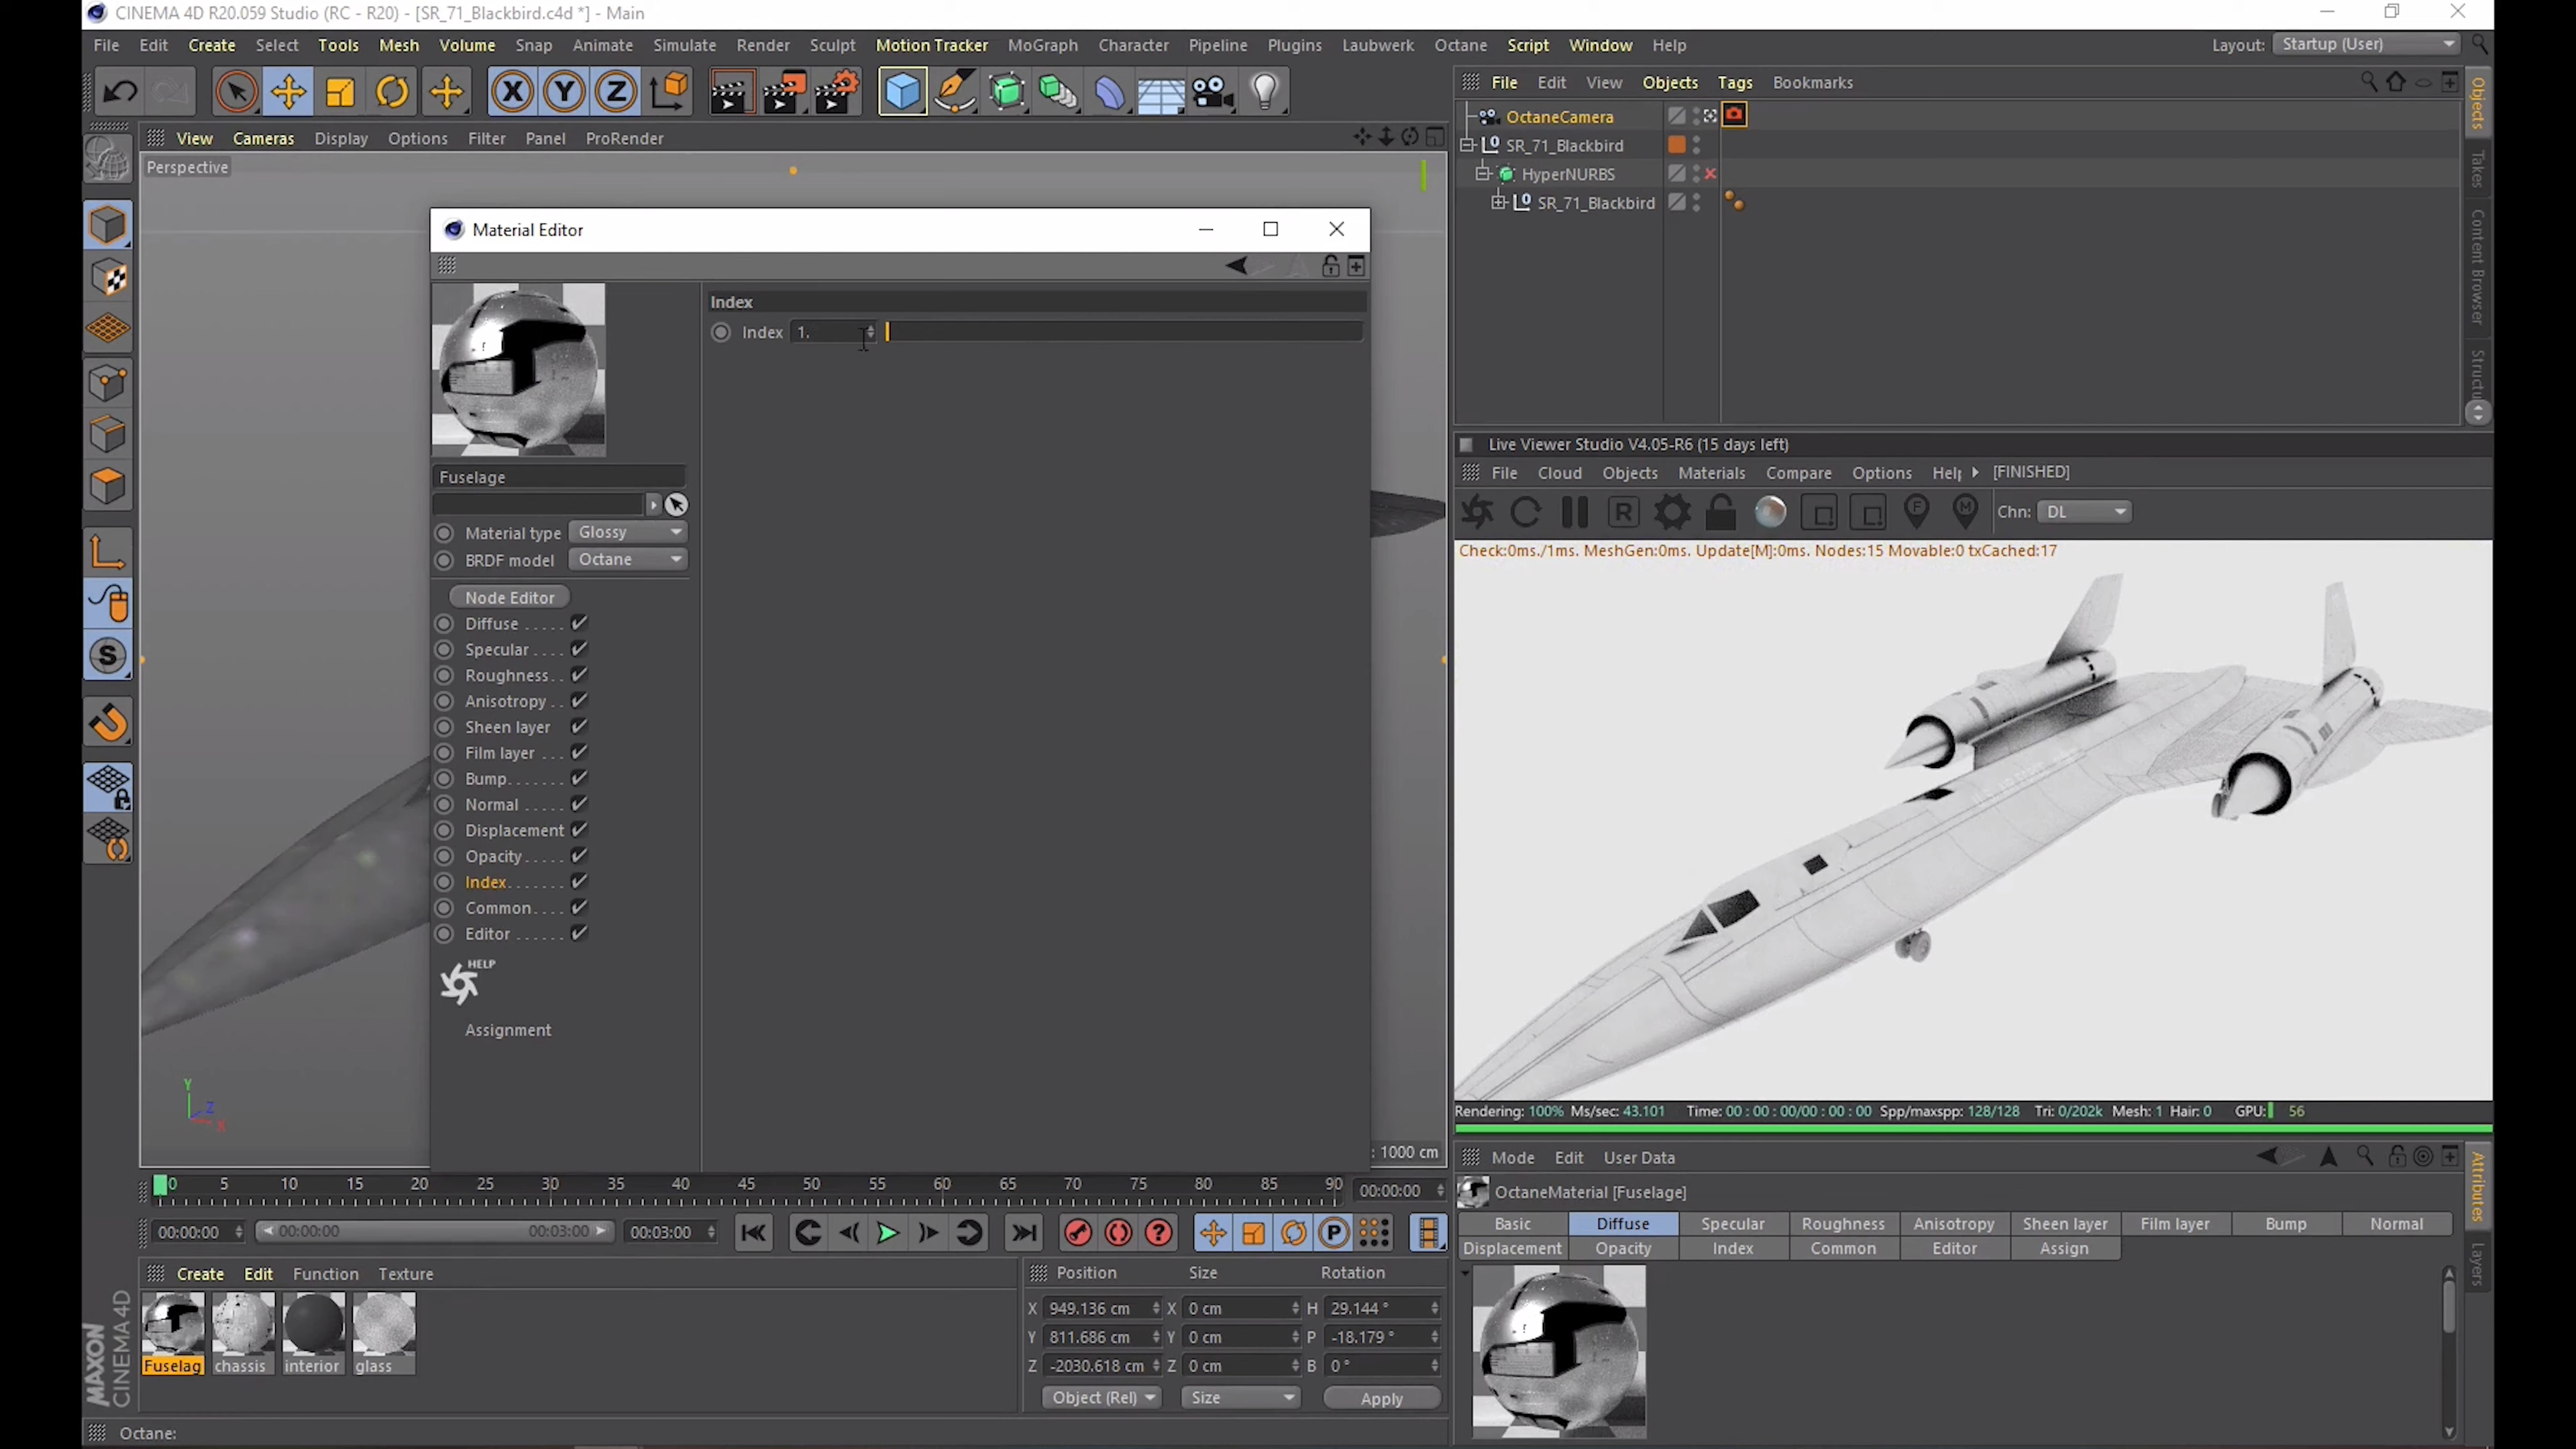 CINEMA 4D R20.059 Studio (RC - R20) - [SR_71_Blackbird.c4d *] - Main
File Edit Create Select Tools Mesh Volume Snap Animate Simulate Render Sculpt Motion Tracker MoGraph Character Pipeline Plugins Laubwerk Octane Script Window Help Layout: Startup (User)
File Edit View Objects Tags Bookmarks
OctaneCamera
SR_71_Blackbird
HyperNURBS
SR_71_Blackbird
Objects
Takes
Content Browser
Structu
View Cameras Display Options Filter Panel ProRender
Perspective
Material Editor
Index
Index 1.
Fuselage
Material type Glossy
BRDF model Octane
Node Editor
Diffuse
Specular
Roughness
Anisotropy
Sheen layer
Film layer
Bump
Normal
Displacement
Opacity
Index
Common
Editor
HELP
Assignment
Y
Z
X
: 1000 cm
Live Viewer Studio V4.05-R6 (15 days left)
File Cloud Objects Materials Compare Options Help [FINISHED]
R F M Chn: DL
Check:0ms./1ms. MeshGen:0ms. Update[M]:0ms. Nodes:15 Movable:0 txCached:17
Rendering: 100% Ms/sec: 43.101 Time: 00 : 00 : 00/00 : 00 : 00 Spp/maxspp: 128/128 Tri: 0/202k Mesh: 1 Hair: 0 GPU: 56
0 5 10 15 20 25 30 35 40 45 50 55 60 65 70 75 80 85 90 00:00:00
00:00:00 00:00:00 00:03:00 00:03:00
Create Edit Function Texture
Fuselag chassis interior glass
Position Size Rotation
X 949.136 cm X 0 cm H 29.144 °
Y 811.686 cm Y 0 cm P -18.179 °
Z -2030.618 cm Z 0 cm B 0 °
Object (Rel) Size Apply
MAXON
CINEMA 4D
Octane:
Mode Edit User Data
OctaneMaterial [Fuselage]
Basic Diffuse Specular Roughness Anisotropy Sheen layer Film layer Bump Normal
Displacement Opacity Index Common Editor Assign
Attributes
Layers